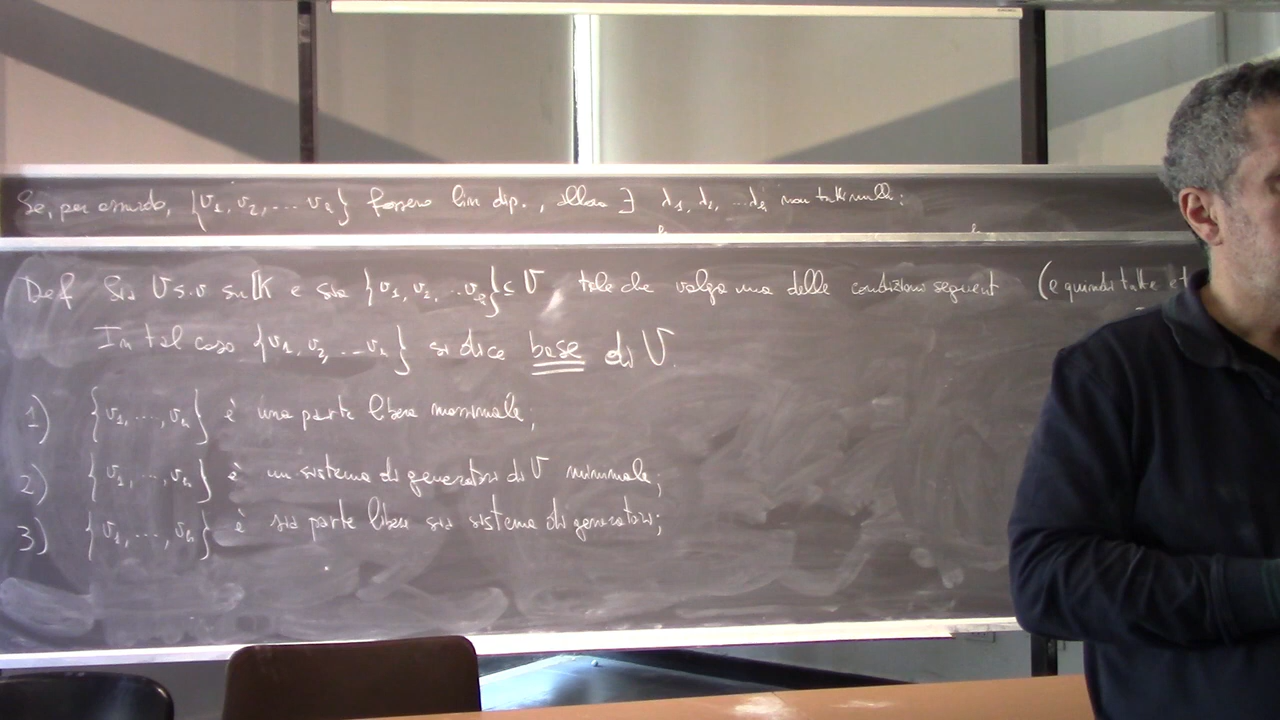 Se, per assurdo, {v₁, v₂, ... vₙ} fossero lin dip., allora ∃ λ₁, λ₂, ... λₙ non tutti nulli:
Def Sia V s.v su K e sia {v₁, v₂, ... vₙ} ⊆ V tale che valga una delle condizioni seguenti (e quindi tutte e t
In tal caso {v₁, v₂, ... vₙ} si dice base di V.
1) {v₁, ..., vₙ} è una parte libera massimale;
2) {v₁, ..., vₙ} è un sistema di generatori di V minimale;
3) {v₁, ..., vₙ} è sia parte libera sia sistema di generatori;